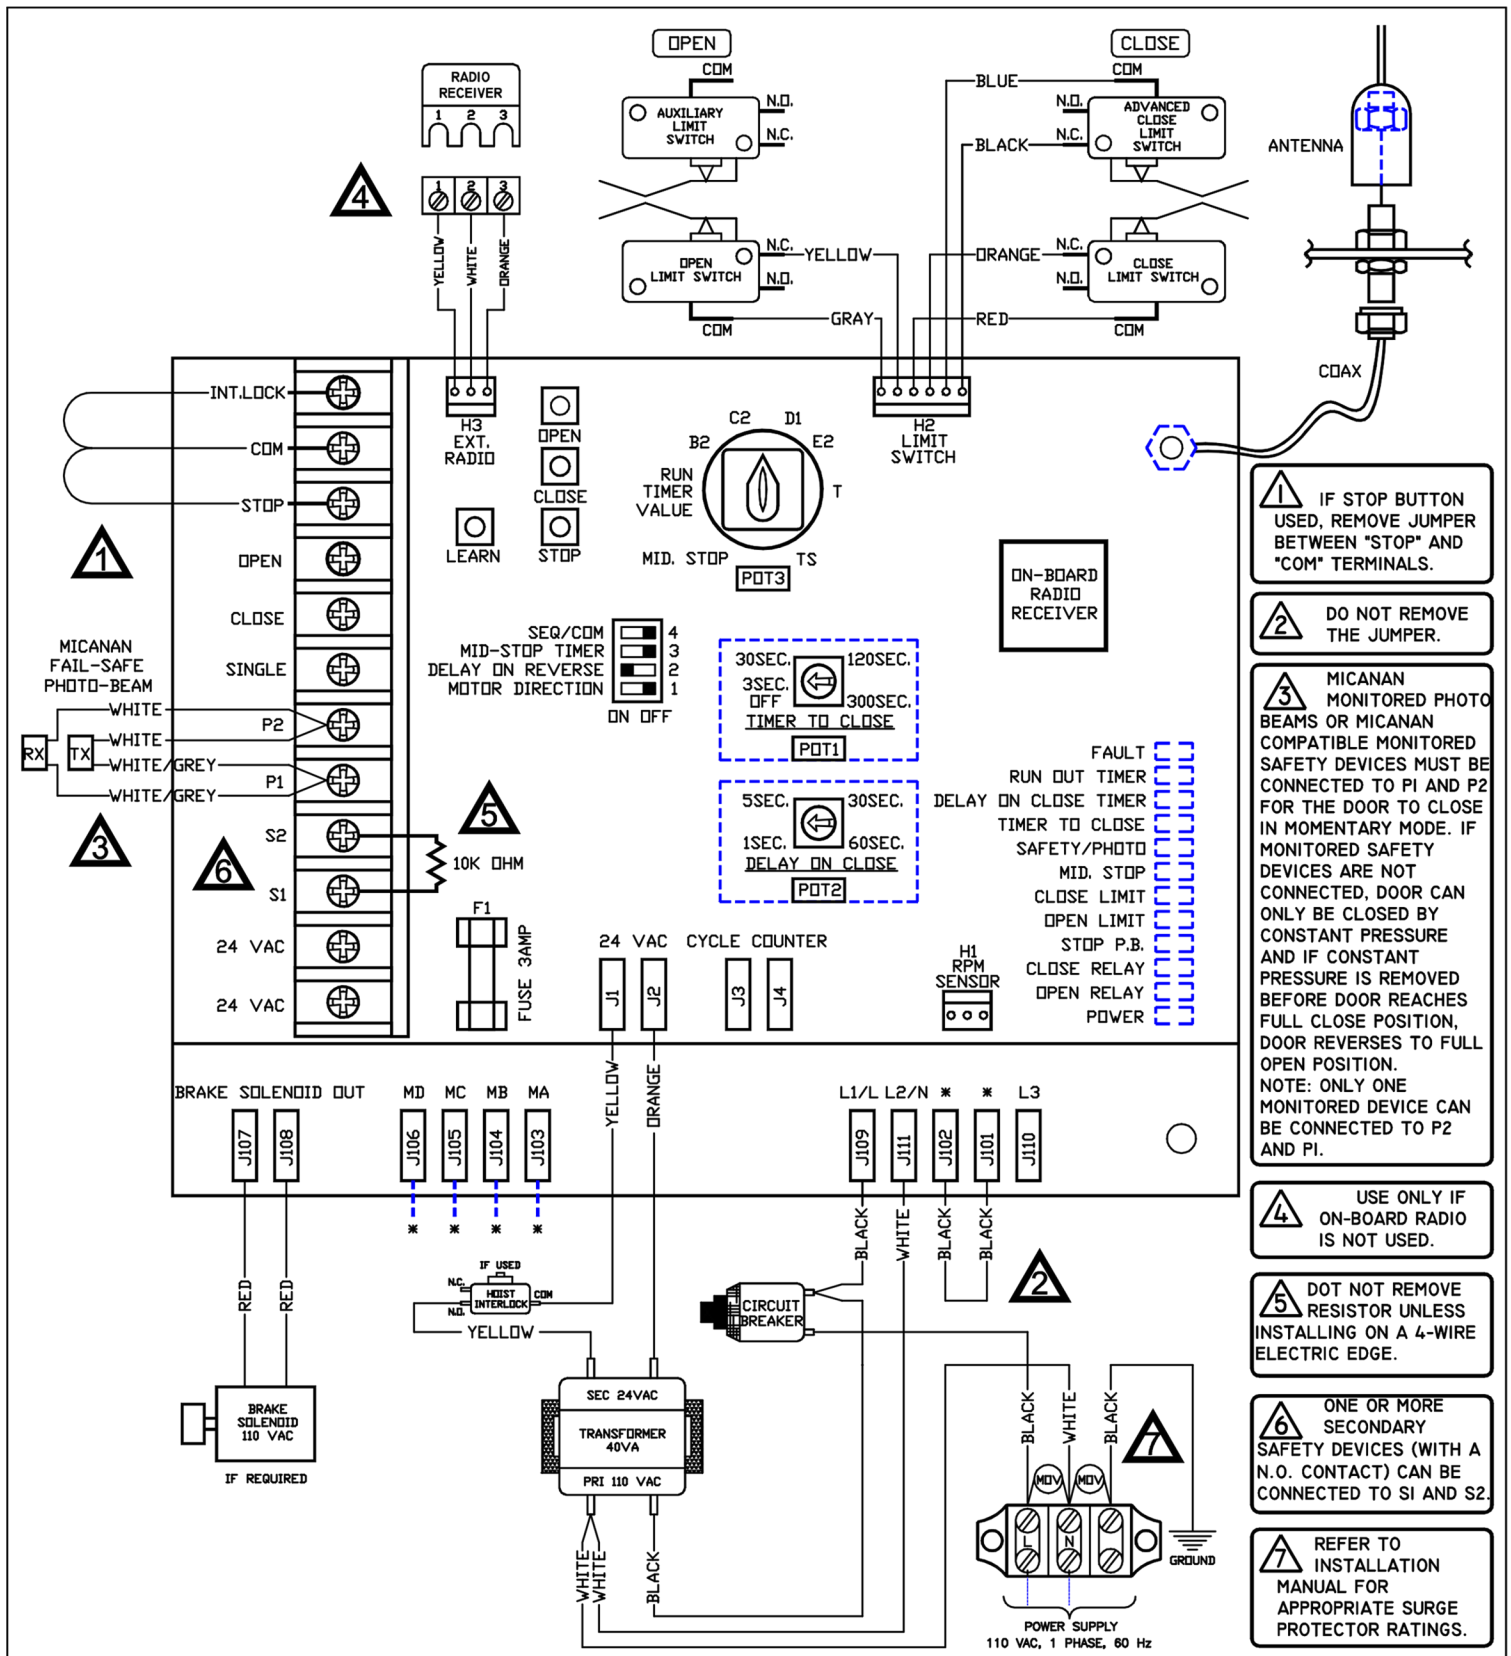 OPEN
CLOSE
RADIO
RECEIVER
1 2 3
COM
N.O.
N.C.
AUXILIARY
LIMIT
SWITCH
BLUE
BLACK
COM
N.O.
N.C.
ADVANCED
CLOSE
LIMIT
SWITCH
ANTENNA
4
1 2 3
YELLOW
WHITE
ORANGE
OPEN
LIMIT SWITCH
N.C.
N.O.
COM
YELLOW
GRAY
ORANGE
RED
N.C.
N.O.
CLOSE
LIMIT SWITCH
COM
COAX
INT.LOCK
COM
STOP
OPEN
CLOSE
SINGLE
P2
P1
S2
S1
24 VAC
24 VAC
1
MICANAN
FAIL-SAFE
PHOTO-BEAM
WHITE
WHITE
WHITE/GREY
WHITE/GREY
RX
TX
3
6
5
10K OHM
H3
EXT.
RADIO
OPEN
CLOSE
STOP
LEARN
B2
C2
D1
E2
T
TS
RUN
TIMER
VALUE
MID. STOP
POT3
H2
LIMIT
SWITCH
ON-BOARD
RADIO
RECEIVER
SEQ/COM 4
MID-STOP TIMER 3
DELAY ON REVERSE 2
MOTOR DIRECTION 1
ON OFF
30SEC. 120SEC.
3SEC.
OFF 300SEC.
TIMER TO CLOSE
POT1
5SEC. 30SEC.
1SEC. 60SEC.
DELAY ON CLOSE
POT2
FAULT
RUN OUT TIMER
DELAY ON CLOSE TIMER
TIMER TO CLOSE
SAFETY/PHOTO
MID. STOP
CLOSE LIMIT
OPEN LIMIT
STOP P.B.
CLOSE RELAY
OPEN RELAY
POWER
F1
FUSE 3AMP
24 VAC CYCLE COUNTER
J1
J2
J3
J4
H1
RPM
SENSOR
BRAKE SOLENOID OUT
J107
J108
MD MC MB MA
J106
J105
J104
J103
* * * *
L1/L L2/N * * L3
J109
J111
J102
J101
J110
YELLOW
ORANGE
RED
RED
BLACK
WHITE
BLACK
BLACK
2
IF USED
N.C.
HOIST
INTERLOCK
COM
N.O.
YELLOW
CIRCUIT
BREAKER
BRAKE
SOLENOID
110 VAC
IF REQUIRED
SEC 24VAC
TRANSFORMER
40VA
PRI 110 VAC
WHITE
WHITE
BLACK
BLACK
WHITE
BLACK
7
MOV
MOV
L
N
GROUND
POWER SUPPLY
110 VAC, 1 PHASE, 60 Hz
1 IF STOP BUTTON
USED, REMOVE JUMPER
BETWEEN "STOP" AND
"COM" TERMINALS.
2 DO NOT REMOVE
THE JUMPER.
3 MICANAN
MONITORED PHOTO
BEAMS OR MICANAN
COMPATIBLE MONITORED
SAFETY DEVICES MUST BE
CONNECTED TO P1 AND P2
FOR THE DOOR TO CLOSE
IN MOMENTARY MODE. IF
MONITORED SAFETY
DEVICES ARE NOT
CONNECTED, DOOR CAN
ONLY BE CLOSED BY
CONSTANT PRESSURE
AND IF CONSTANT
PRESSURE IS REMOVED
BEFORE DOOR REACHES
FULL CLOSE POSITION,
DOOR REVERSES TO FULL
OPEN POSITION.
NOTE: ONLY ONE
MONITORED DEVICE CAN
BE CONNECTED TO P2
AND P1.
4 USE ONLY IF
ON-BOARD RADIO
IS NOT USED.
5 DOT NOT REMOVE
RESISTOR UNLESS
INSTALLING ON A 4-WIRE
ELECTRIC EDGE.
6 ONE OR MORE
SECONDARY
SAFETY DEVICES (WITH A
N.O. CONTACT) CAN BE
CONNECTED TO S1 AND S2.
7 REFER TO
INSTALLATION
MANUAL FOR
APPROPRIATE SURGE
PROTECTOR RATINGS.